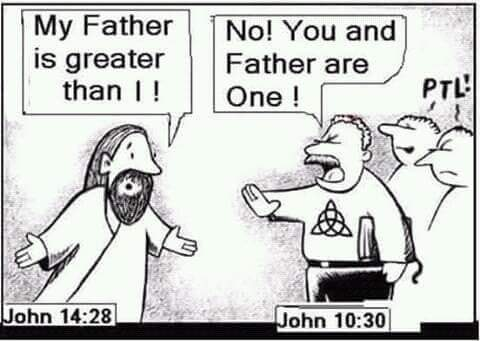 My Father
is greater
than I !
No! You and
Father are
One !
PTL!
John 14:28
John 10:30